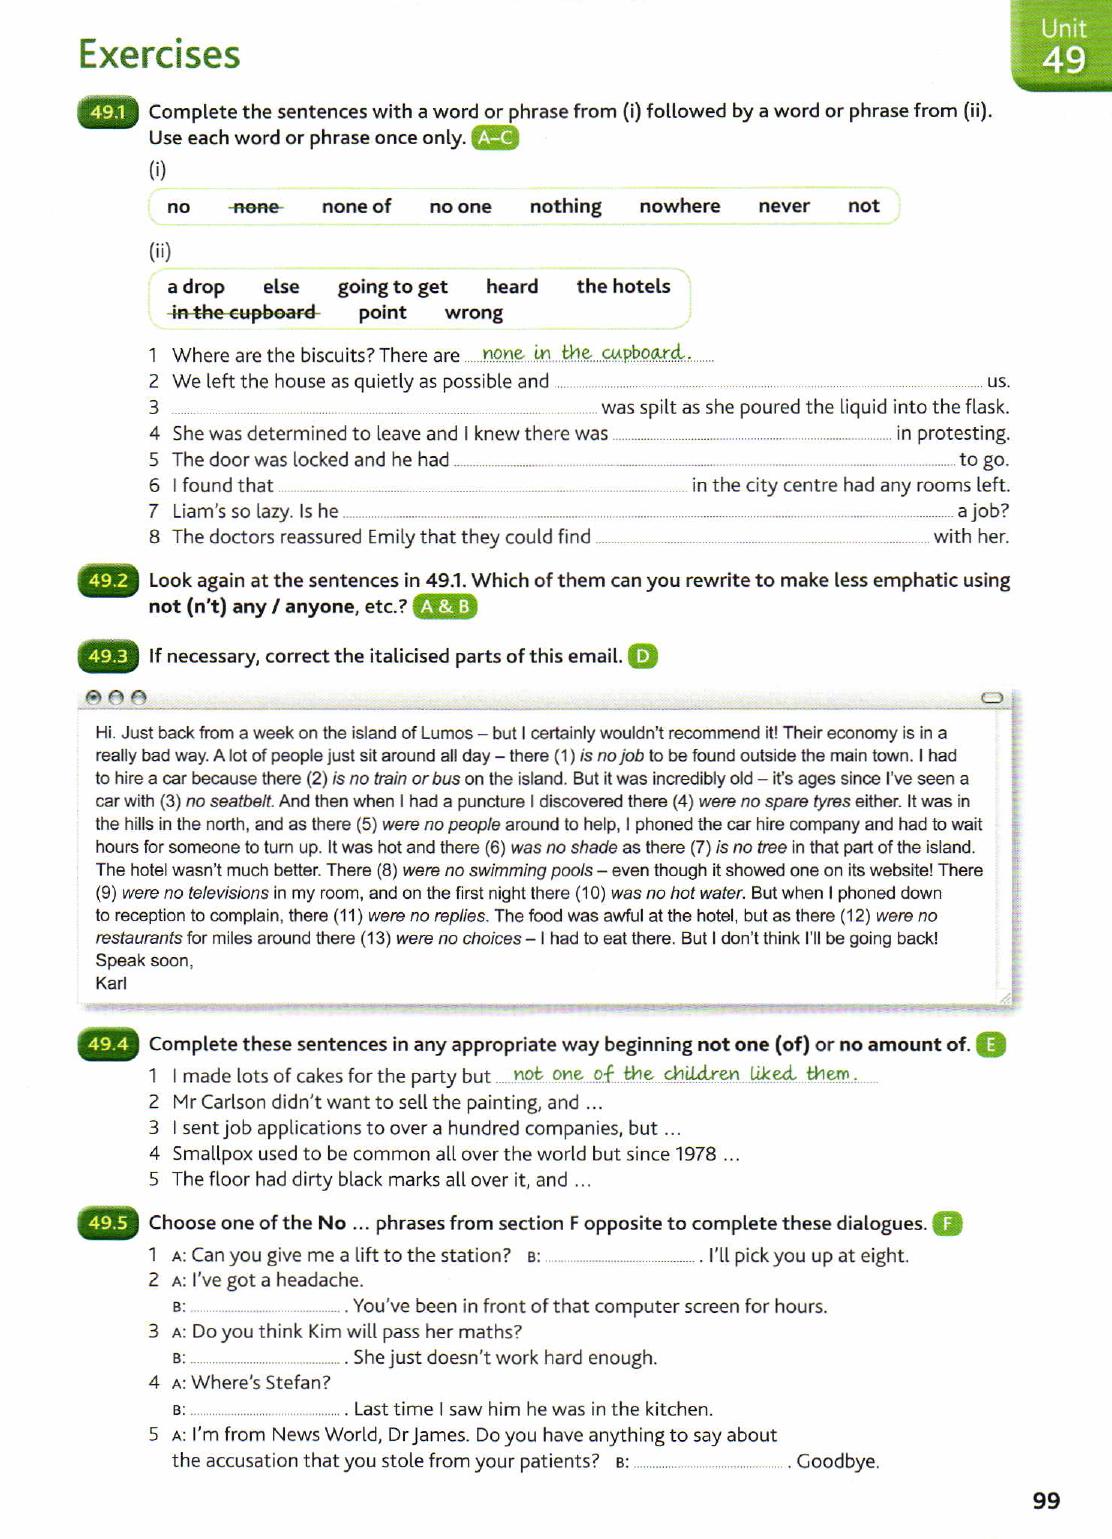 Unit
49
Exercises
49.1 Complete the sentences with a word or phrase from (i) followed by a word or phrase from (ii).
Use each word or phrase once only. A–C
(i)
no none none of no one nothing nowhere never not
(ii)
a drop else going to get heard the hotels
in the cupboard point wrong
1 Where are the biscuits? There are none in the cupboard.
2 We left the house as quietly as possible and ........ us.
3 ........ was spilt as she poured the liquid into the flask.
4 She was determined to leave and I knew there was ........ in protesting.
5 The door was locked and he had ........ to go.
6 I found that ........ in the city centre had any rooms left.
7 Liam's so lazy. Is he ........ a job?
8 The doctors reassured Emily that they could find ........ with her.
49.2 Look again at the sentences in 49.1. Which of them can you rewrite to make less emphatic using
not (n't) any / anyone, etc.? A & B
49.3 If necessary, correct the italicised parts of this email. D
Hi. Just back from a week on the island of Lumos – but I certainly wouldn't recommend it! Their economy is in a
really bad way. A lot of people just sit around all day – there (1) is no job to be found outside the main town. I had
to hire a car because there (2) is no train or bus on the island. But it was incredibly old – it's ages since I've seen a
car with (3) no seatbelt. And then when I had a puncture I discovered there (4) were no spare tyres either. It was in
the hills in the north, and as there (5) were no people around to help, I phoned the car hire company and had to wait
hours for someone to turn up. It was hot and there (6) was no shade as there (7) is no tree in that part of the island.
The hotel wasn't much better. There (8) were no swimming pools – even though it showed one on its website! There
(9) were no televisions in my room, and on the first night there (10) was no hot water. But when I phoned down
to reception to complain, there (11) were no replies. The food was awful at the hotel, but as there (12) were no
restaurants for miles around there (13) were no choices – I had to eat there. But I don't think I'll be going back!
Speak soon,
Karl
49.4 Complete these sentences in any appropriate way beginning not one (of) or no amount of. E
1 I made lots of cakes for the party but not one of the children liked them.
2 Mr Carlson didn't want to sell the painting, and ...
3 I sent job applications to over a hundred companies, but ...
4 Smallpox used to be common all over the world but since 1978 ...
5 The floor had dirty black marks all over it, and ...
49.5 Choose one of the No ... phrases from section F opposite to complete these dialogues. F
1 A: Can you give me a lift to the station? B: ........ . I'll pick you up at eight.
2 A: I've got a headache.
B: ........ . You've been in front of that computer screen for hours.
3 A: Do you think Kim will pass her maths?
B: ........ . She just doesn't work hard enough.
4 A: Where's Stefan?
B: ........ . Last time I saw him he was in the kitchen.
5 A: I'm from News World, Dr James. Do you have anything to say about
the accusation that you stole from your patients? B: ........ . Goodbye.
99